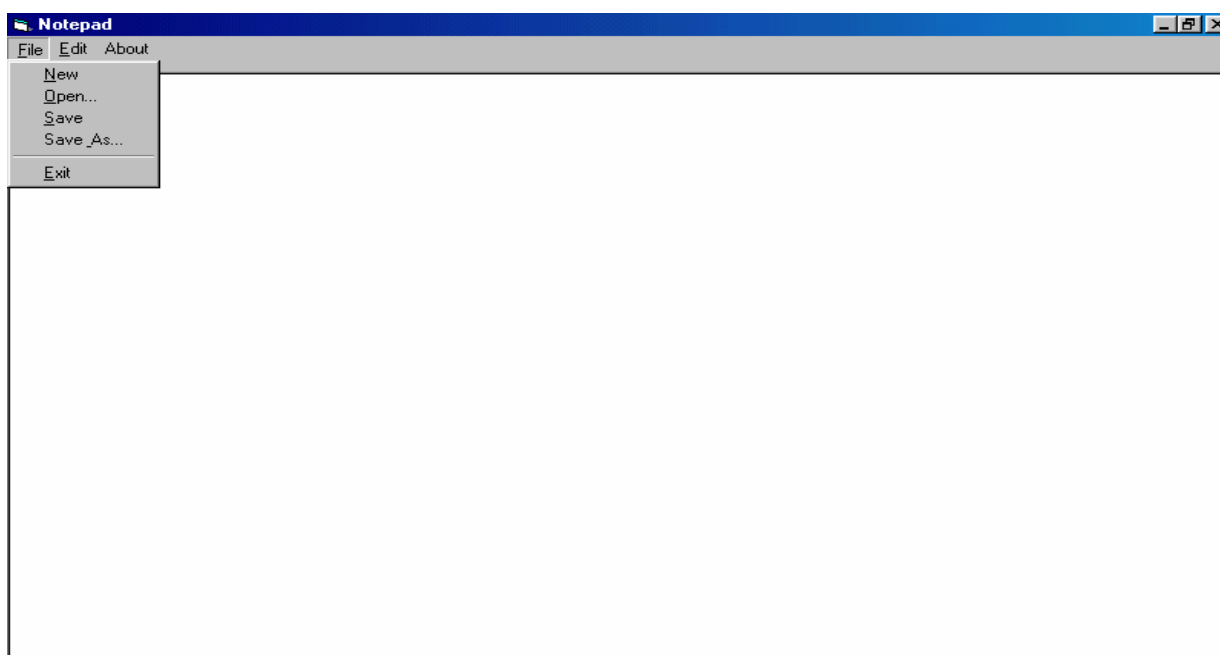 Notepad
File Edit About
New
Open...
Save
Save As...
Exit